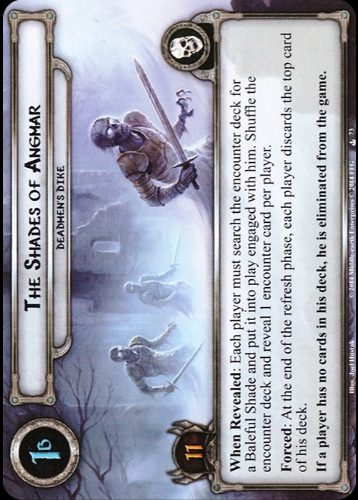 1B
THE SHADES OF ANGMAR
DEADMEN'S DIKE
11
When Revealed: Each player must search the encounter deck for
a Baleful Shade and put it into play engaged with him. Shuffle the
encounter deck and reveal 1 encounter card per player.
Forced: At the end of the refresh phase, each player discards the top card
of his deck.
If a player has no cards in his deck, he is eliminated from the game.
Illus. Joel Hustak © 2014 Middle-earth Enterprises © 2014 FFG 73